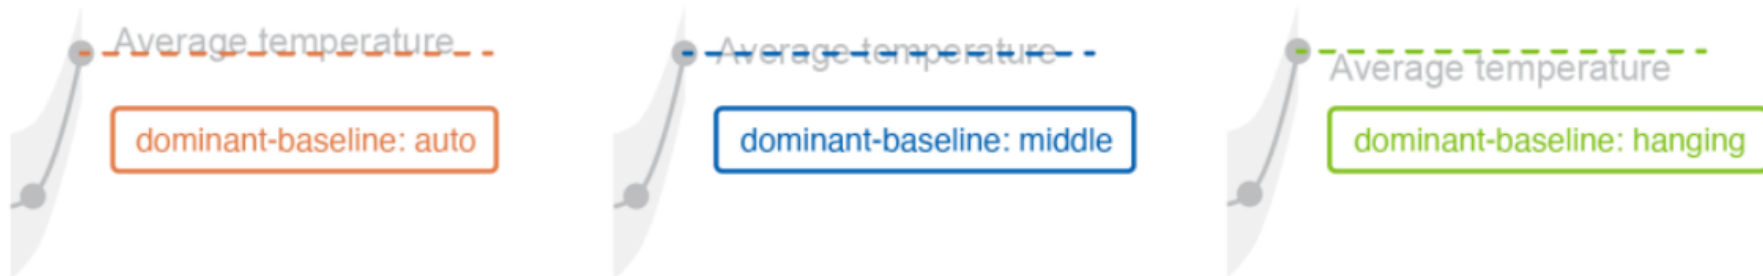 Average temperature
dominant-baseline: auto
Average temperature
dominant-baseline: middle
Average temperature
dominant-baseline: hanging